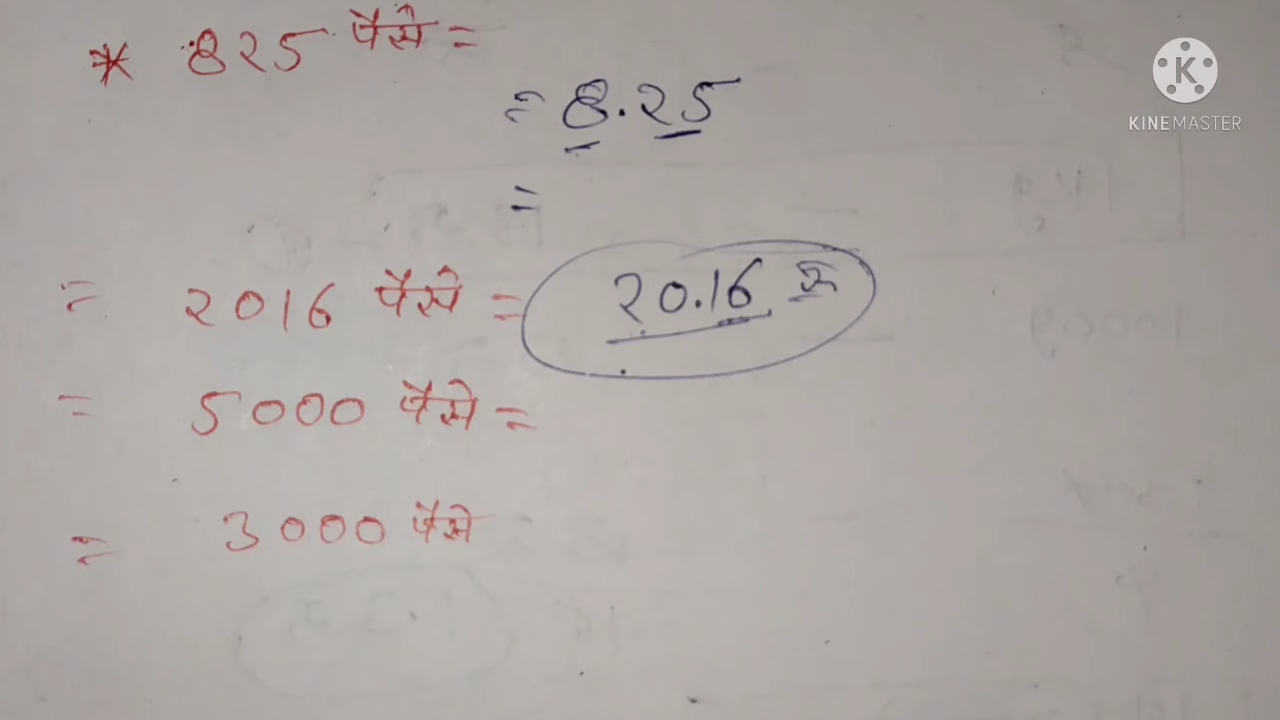 * 825 पैसे =
= 8.25
=
= 2016 पैसे = 20.16 रू
= 5000 पैसे =
= 3000 पैसे
K
KINEMASTER